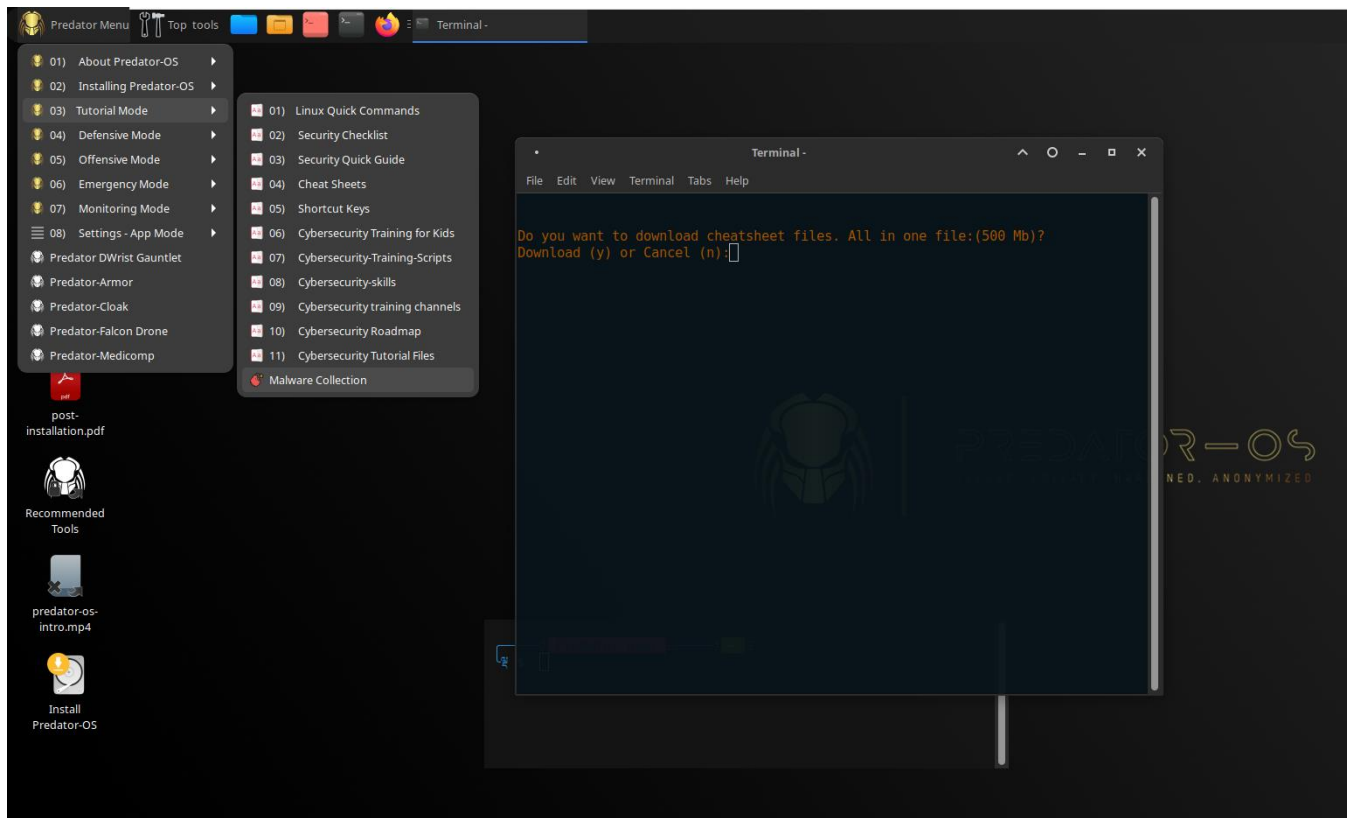 Predator Menu
Top tools
Terminal -
01) About Predator-OS
02) Installing Predator-OS
03) Tutorial Mode
04) Defensive Mode
05) Offensive Mode
06) Emergency Mode
07) Monitoring Mode
08) Settings - App Mode
Predator DWrist Gauntlet
Predator-Armor
Predator-Cloak
Predator-Falcon Drone
Predator-Medicomp
01) Linux Quick Commands
02) Security Checklist
03) Security Quick Guide
04) Cheat Sheets
05) Shortcut Keys
06) Cybersecurity Training for Kids
07) Cybersecurity-Training-Scripts
08) Cybersecurity-skills
09) Cybersecurity training channels
10) Cybersecurity Roadmap
11) Cybersecurity Tutorial Files
Malware Collection
pdf
post-
installation.pdf
Recommended
Tools
predator-os-
intro.mp4
Install
Predator-OS
Terminal -
File Edit View Terminal Tabs Help
Do you want to download cheatsheet files. All in one file:(500 Mb)?
Download (y) or Cancel (n):
PREDATOR-OS
ANONYMIZED